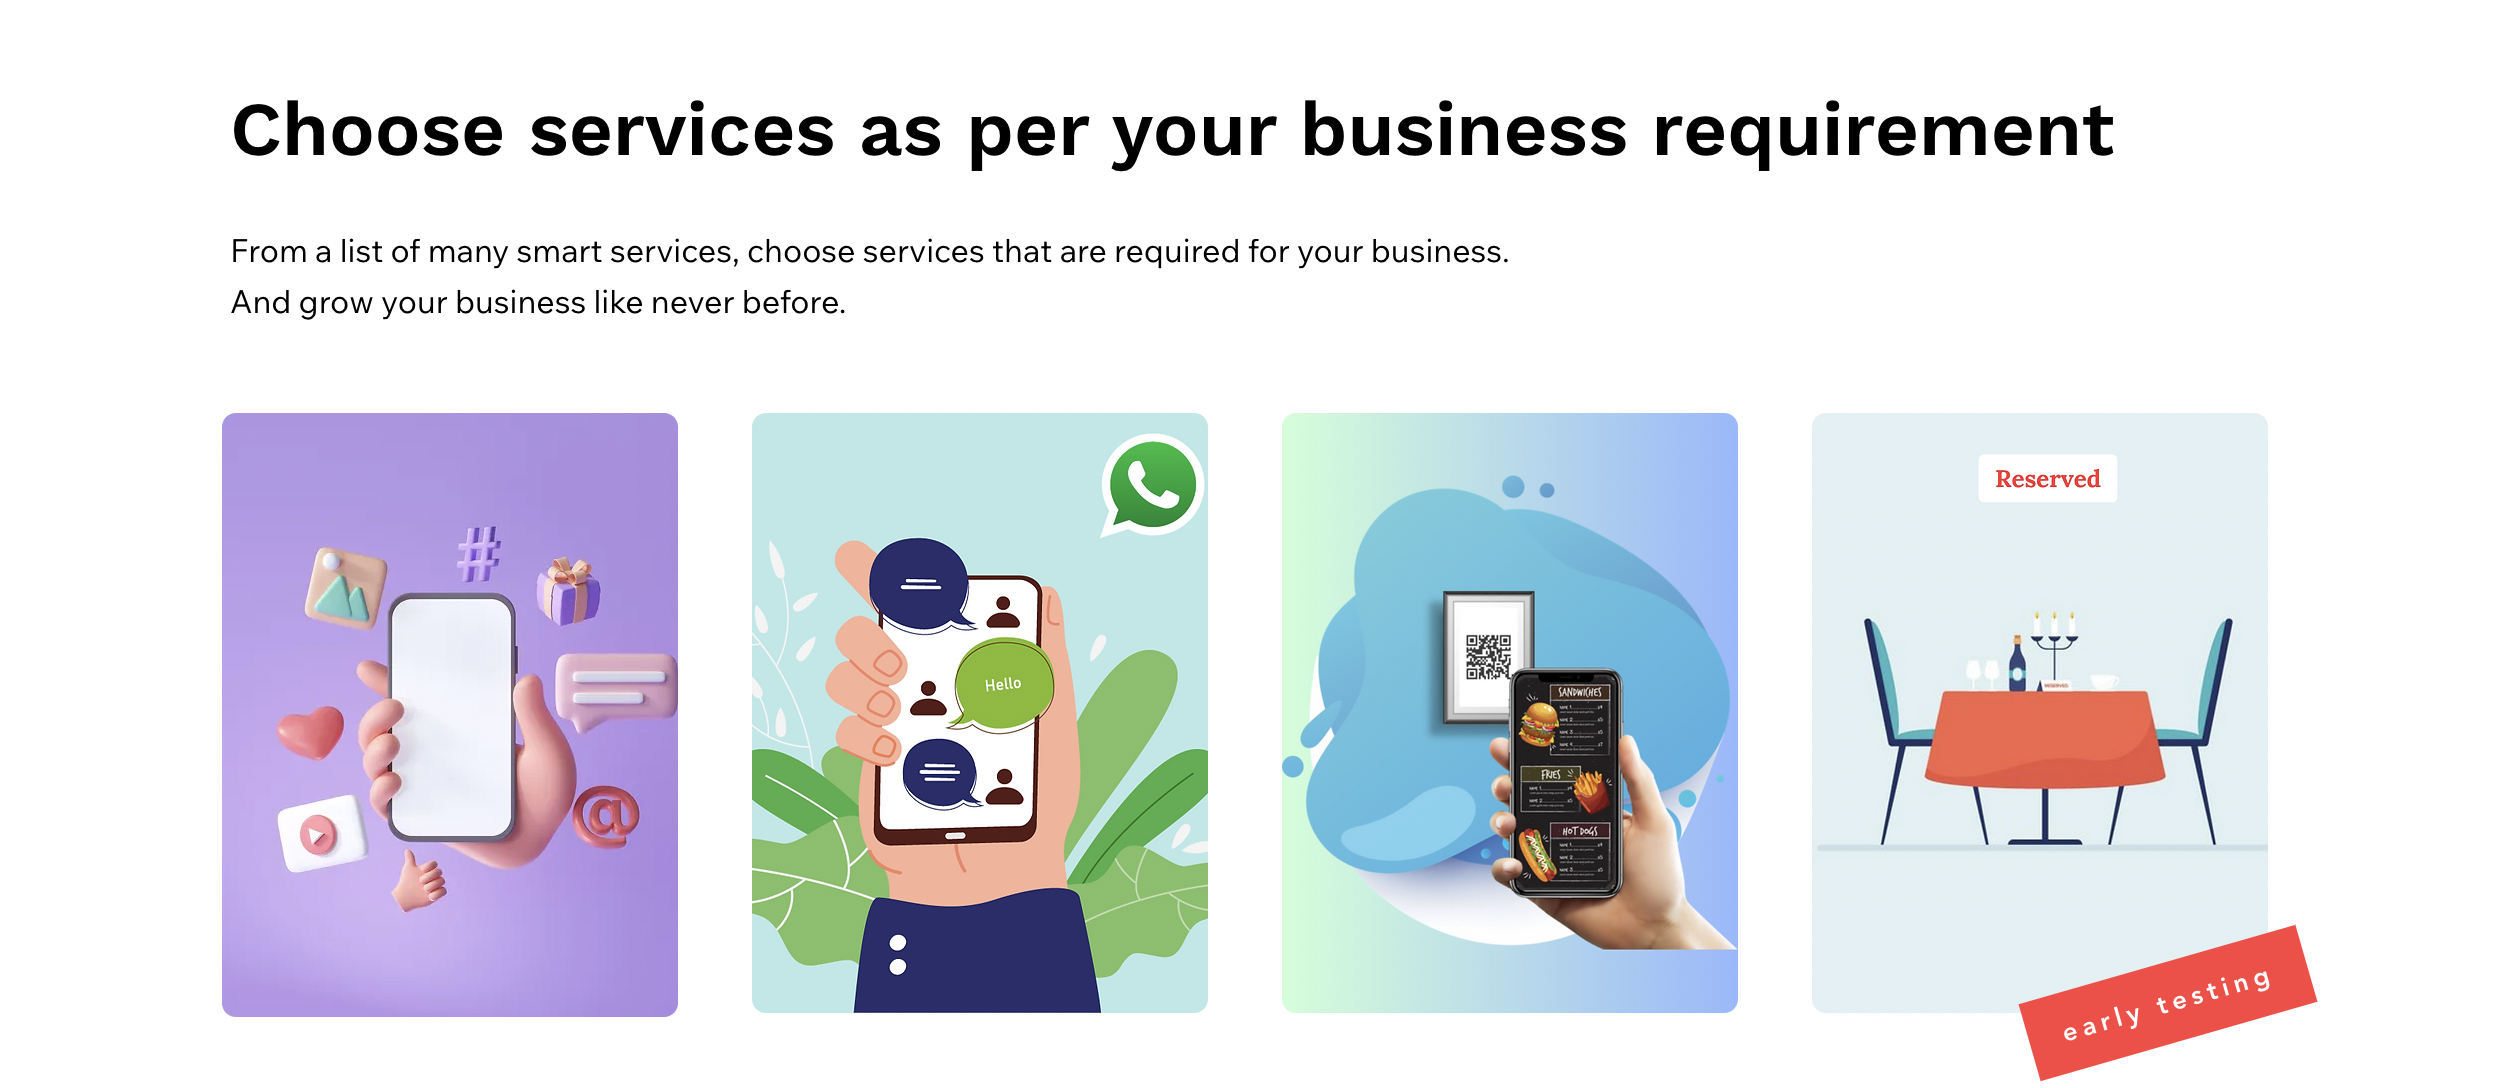 Choose services as per your business requirement
From a list of many smart services, choose services that are required for your business.
And grow your business like never before.
#
@
Hello
SANDWICHES
FRIES
HOT DOGS
Reserved
RESERVED
early testing